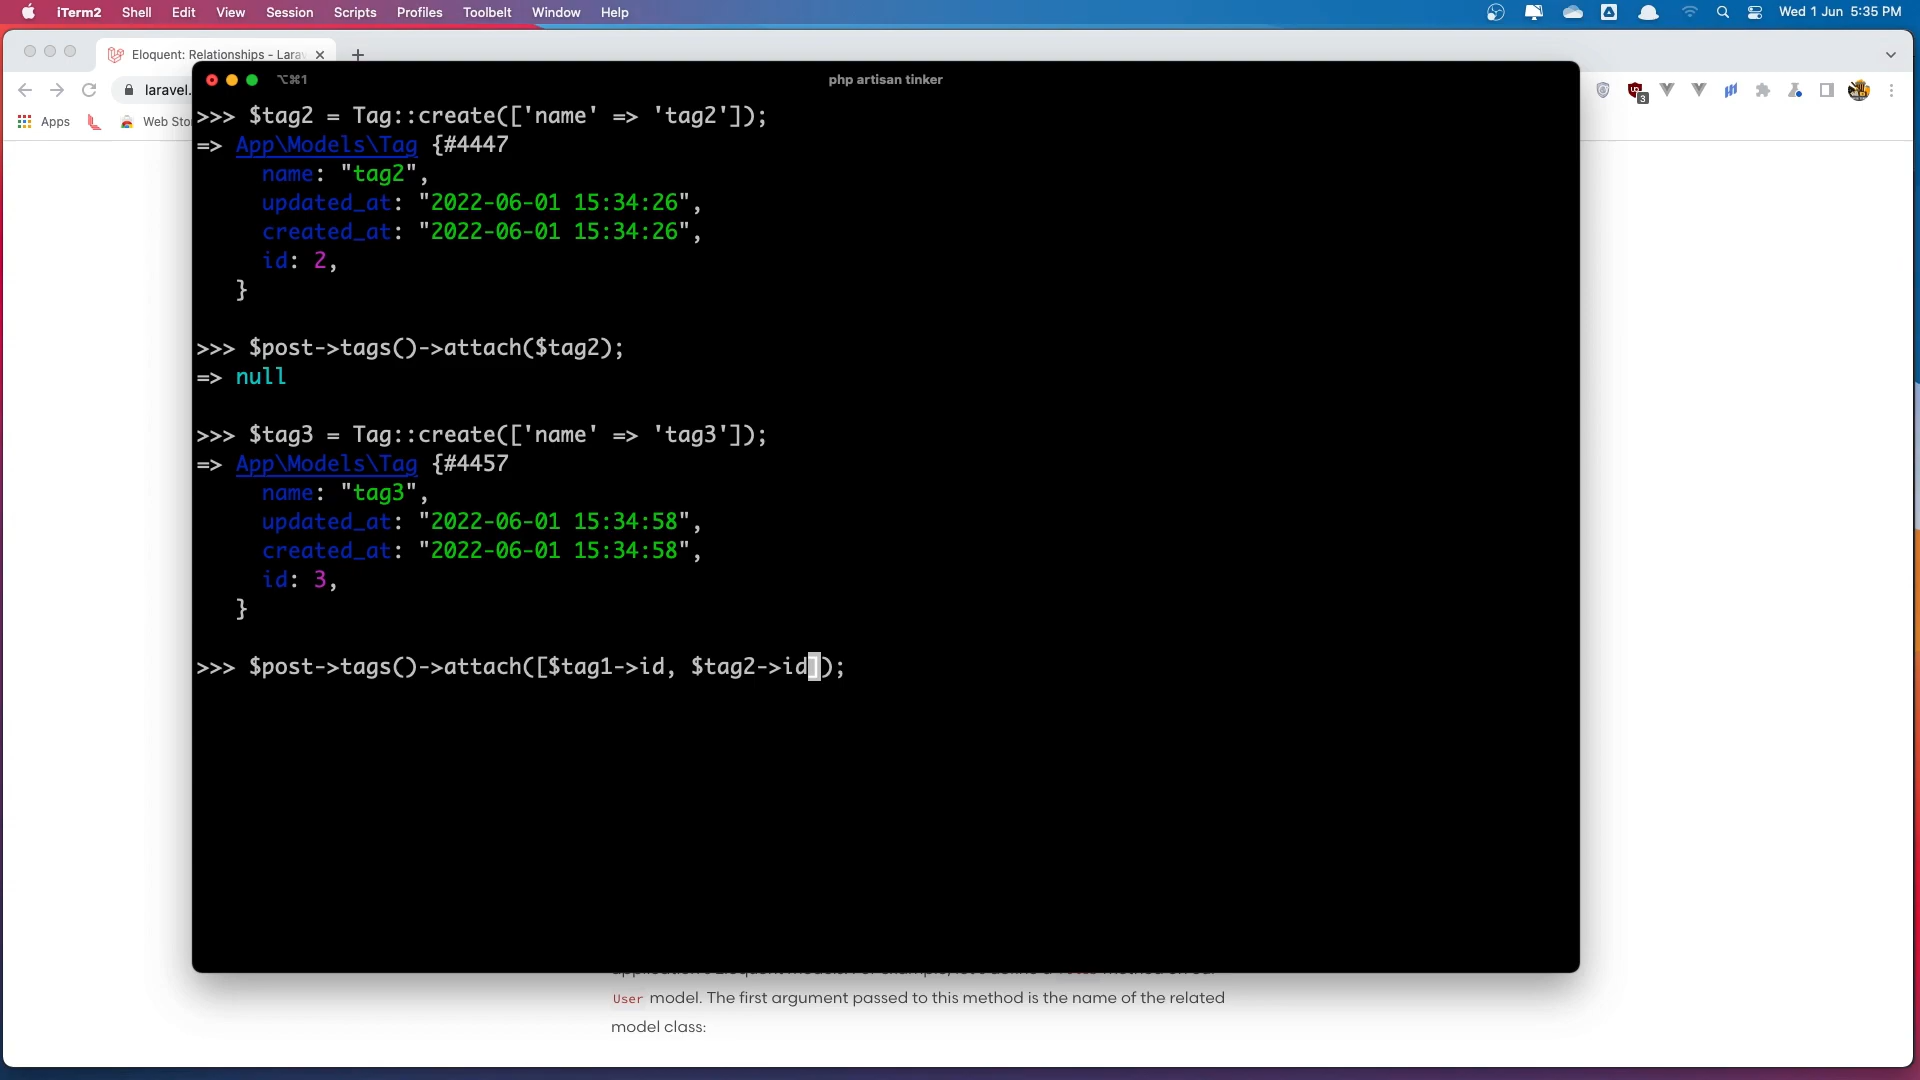 iTerm2 Shell Edit View Session Scripts Profiles Toolbelt Window Help Wed 1 Jun 5:35 PM
Eloquent: Relationships - Larav
⌥⌘1 php artisan tinker
laravel.
3
Apps Web Sto
>>> $tag2 = Tag::create(['name' => 'tag2']);
=> App\Models\Tag {#4447
name: "tag2",
updated_at: "2022-06-01 15:34:26",
created_at: "2022-06-01 15:34:26",
id: 2,
}
>>> $post->tags()->attach($tag2);
=> null
>>> $tag3 = Tag::create(['name' => 'tag3']);
=> App\Models\Tag {#4457
name: "tag3",
updated_at: "2022-06-01 15:34:58",
created_at: "2022-06-01 15:34:58",
id: 3,
}
>>> $post->tags()->attach([$tag1->id, $tag2->id]);
User model. The first argument passed to this method is the name of the related
model class: